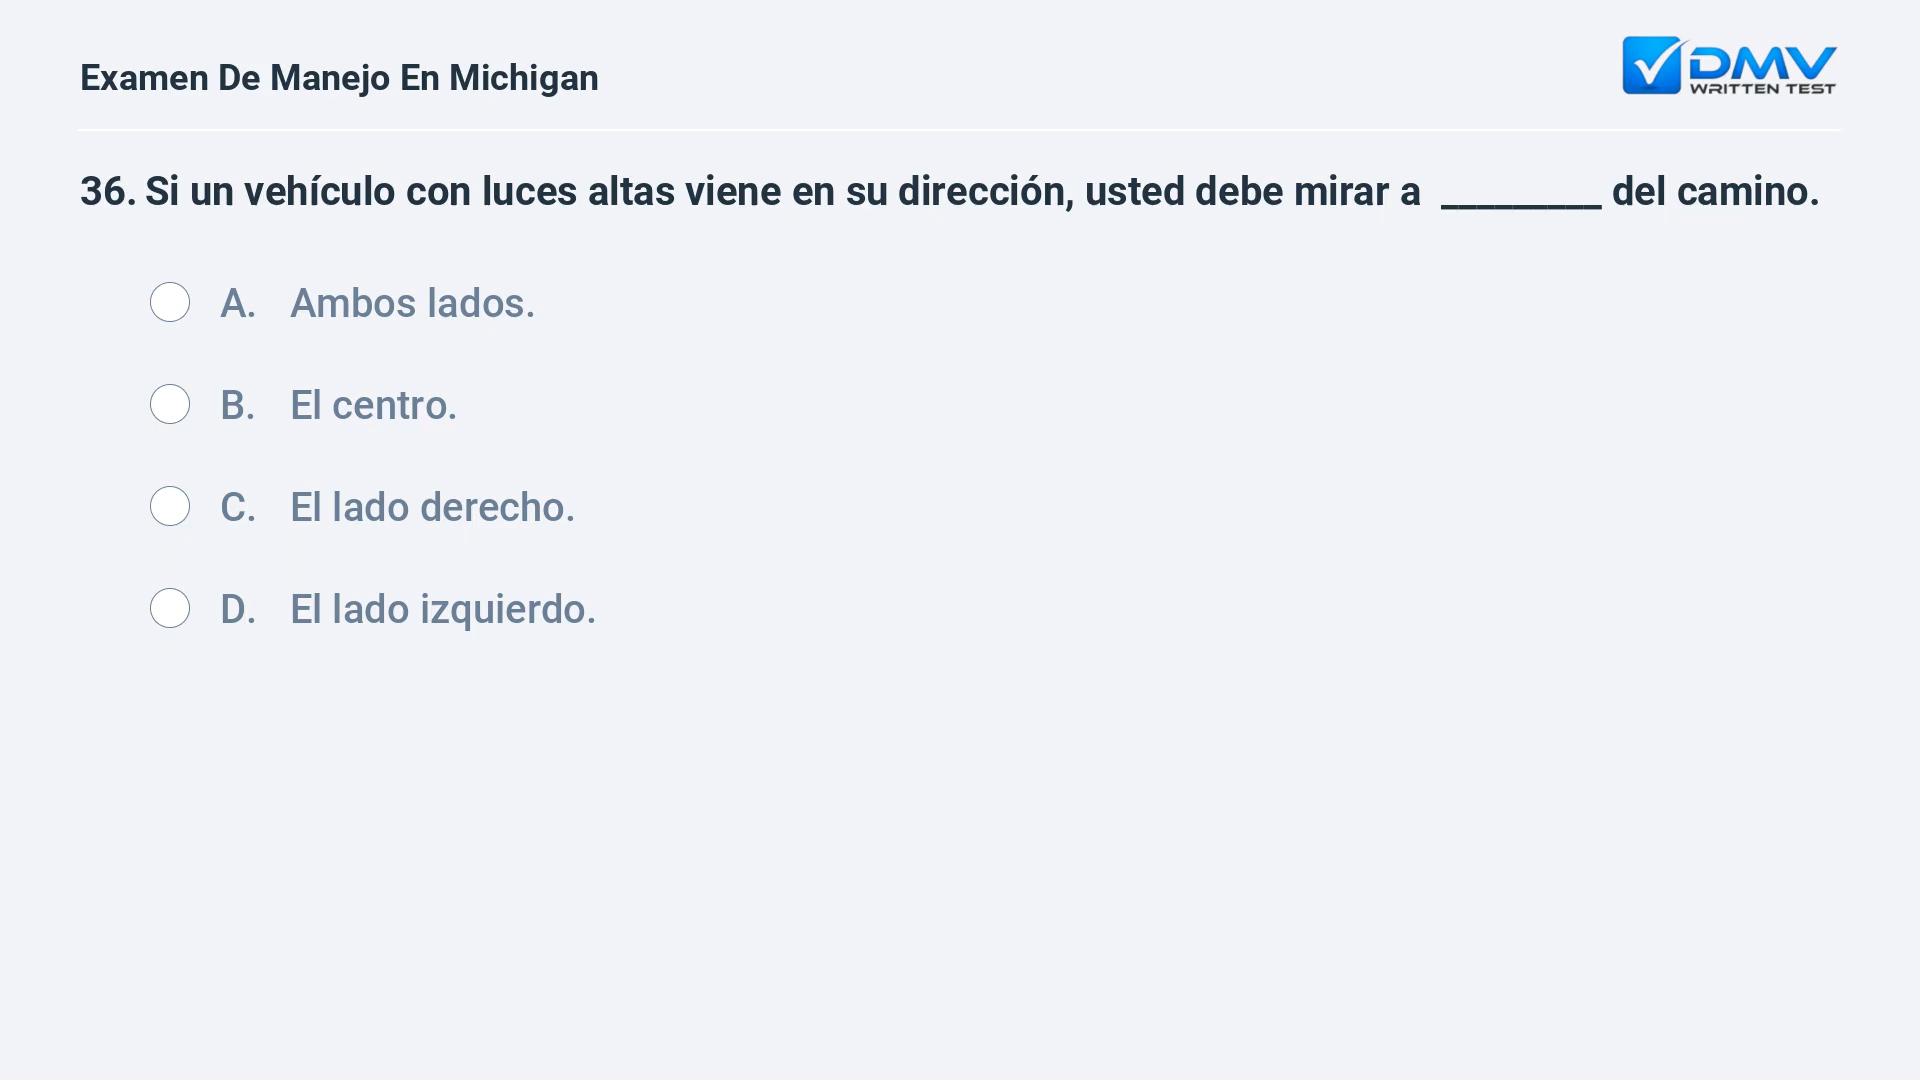 Examen De Manejo En Michigan
DMV
WRITTEN TEST
36. Si un vehículo con luces altas viene en su dirección, usted debe mirar a _________ del camino.
A. Ambos lados.
B. El centro.
C. El lado derecho.
D. El lado izquierdo.